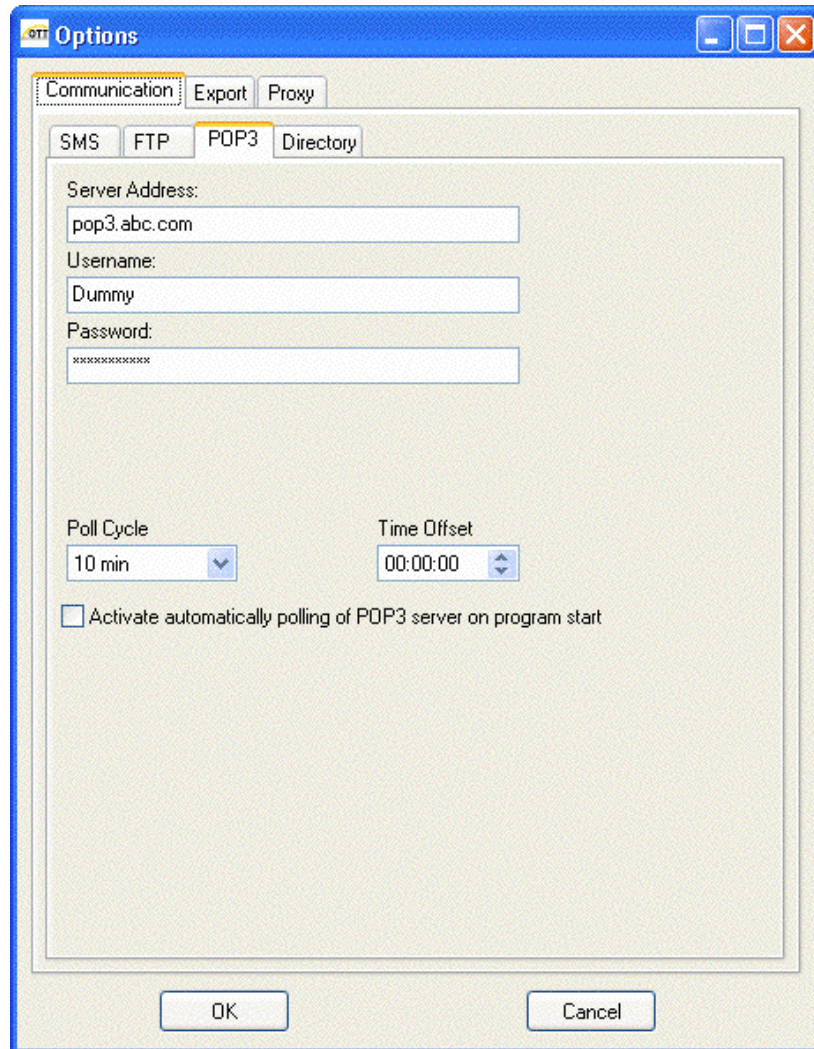 OTT Options
Communication Export Proxy
SMS FTP POP3 Directory
Server Address:
pop3.abc.com
Username:
Dummy
Password:
***********
Poll Cycle Time Offset
10 min 00:00:00
Activate automatically polling of POP3 server on program start
OK Cancel